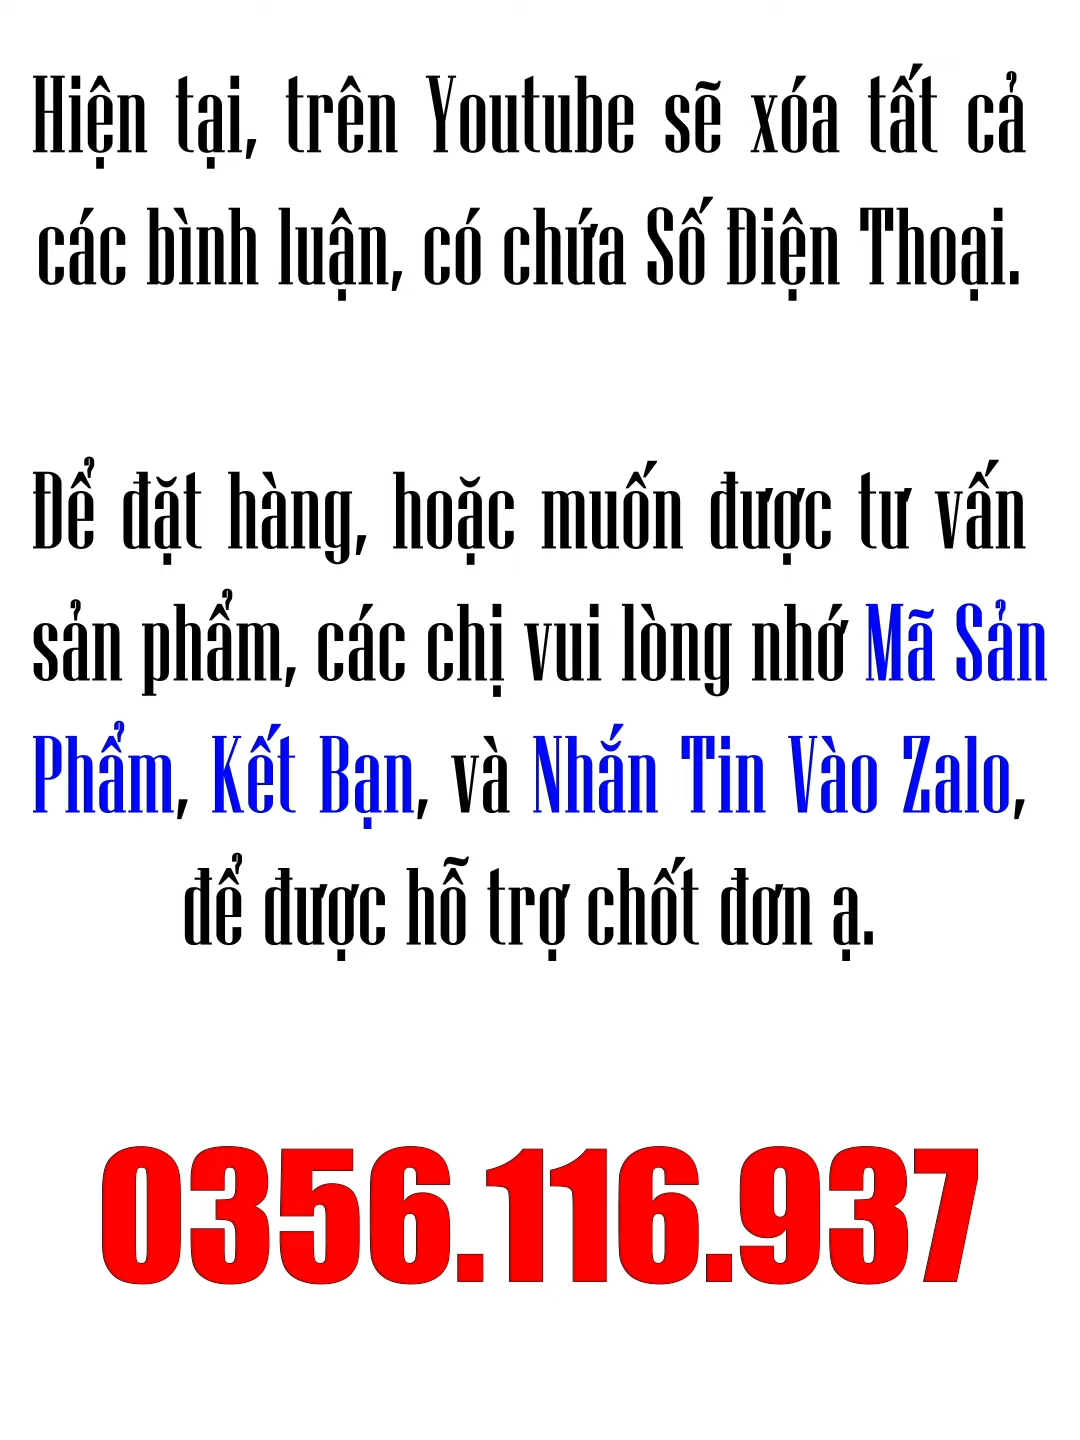 Hiện tại, trên Youtube sẽ xóa tất cả
các bình luận, có chứa Số Điện Thoại.
Để đặt hàng, hoặc muốn được tư vấn
sản phẩm, các chị vui lòng nhớ Mã Sản
Phẩm, Kết Bạn, và Nhắn Tin Vào Zalo,
để được hỗ trợ chốt đơn ạ.
0356.116.937